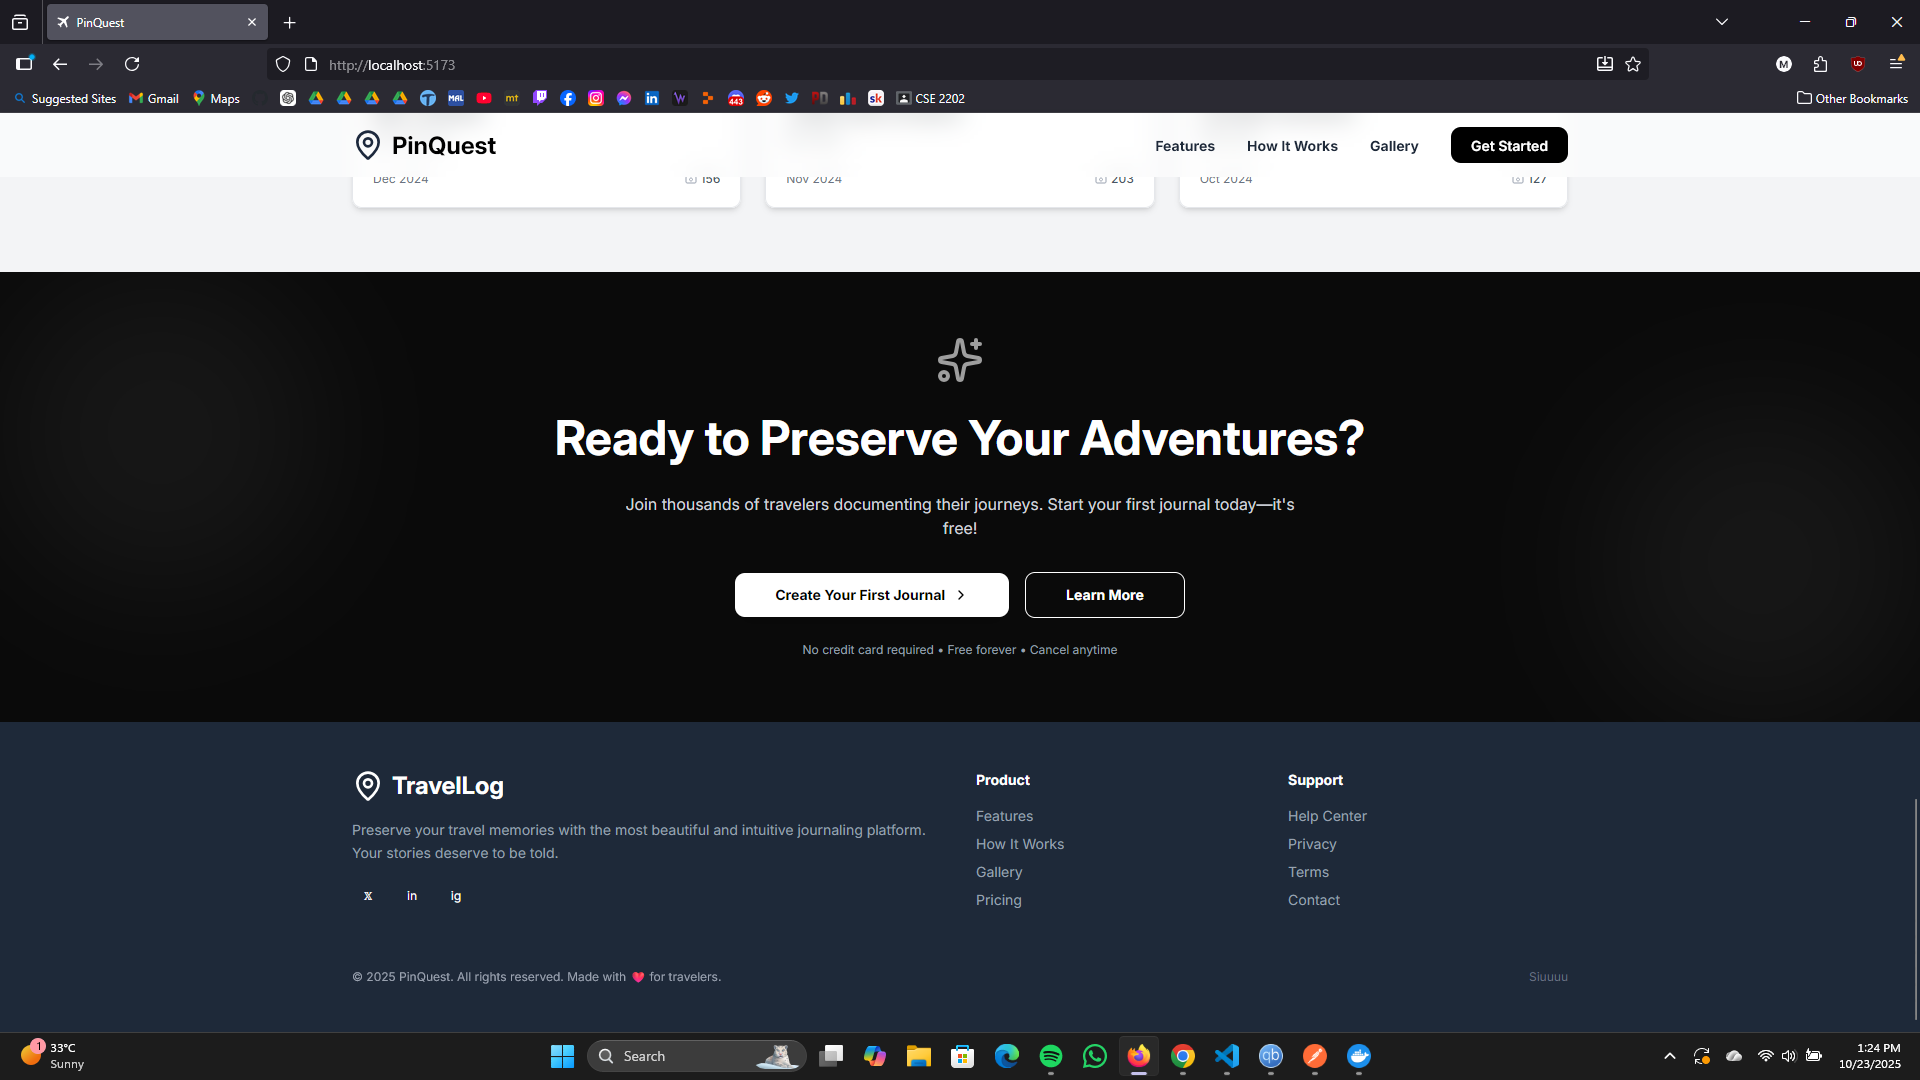 PinQuest
http://localhost:5173
Suggested Sites Gmail Maps MAL mt 443 sk CSE 2202 Other Bookmarks
PinQuest Features How It Works Gallery Get Started
Dec 2024 156 Nov 2024 203 Oct 2024 127
Ready to Preserve Your Adventures?
Join thousands of travelers documenting their journeys. Start your first journal today—it's
free!
Create Your First Journal Learn More
No credit card required • Free forever • Cancel anytime
TravelLog
Preserve your travel memories with the most beautiful and intuitive journaling platform.
Your stories deserve to be told.
𝕏 in ig
Product
Features
How It Works
Gallery
Pricing
Support
Help Center
Privacy
Terms
Contact
© 2025 PinQuest. All rights reserved. Made with ❤️ for travelers.
Siuuuu
1 33°C
Sunny
Search
qb
1:24 PM
10/23/2025